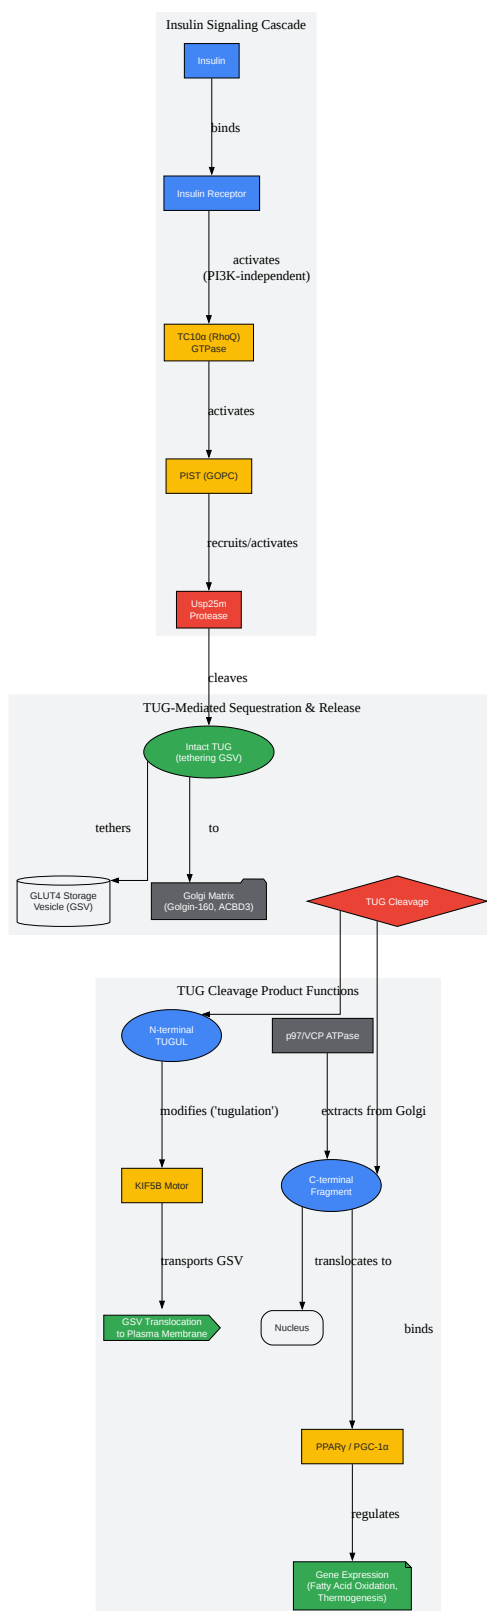 Insulin Signaling Cascade
Insulin
binds
Insulin Receptor
activates
(PI3K-independent)
TC10α (RhoQ)
GTPase
activates
PIST (GOPC)
recruits/activates
Usp25m
Protease
cleaves
TUG-Mediated Sequestration & Release
Intact TUG
(tethering GSV)
tethers
to
GLUT4 Storage
Vesicle (GSV)
Golgi Matrix
(Golgin-160, ACBD3)
TUG Cleavage
TUG Cleavage Product Functions
N-terminal
TUGUL
p97/VCP ATPase
modifies ('tugulation')
extracts from Golgi
KIF5B Motor
C-terminal
Fragment
transports GSV
translocates to
GSV Translocation
to Plasma Membrane
Nucleus
binds
PPARγ / PGC-1α
regulates
Gene Expression
(Fatty Acid Oxidation,
Thermogenesis)